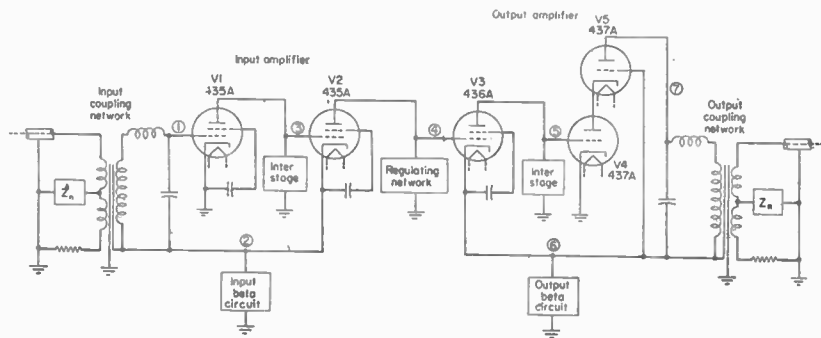 Output amplifier
V5
437A
Input amplifier
V1
435A
V2
435A
V3
436A
Input
coupling
network
①
③
④
⑤
⑦
Output
coupling
network
Zn
Inter
stage
Regulating
network
Inter
stage
V4
437A
Zn
②
⑥
Input
beta
circuit
Output
beta
circuit